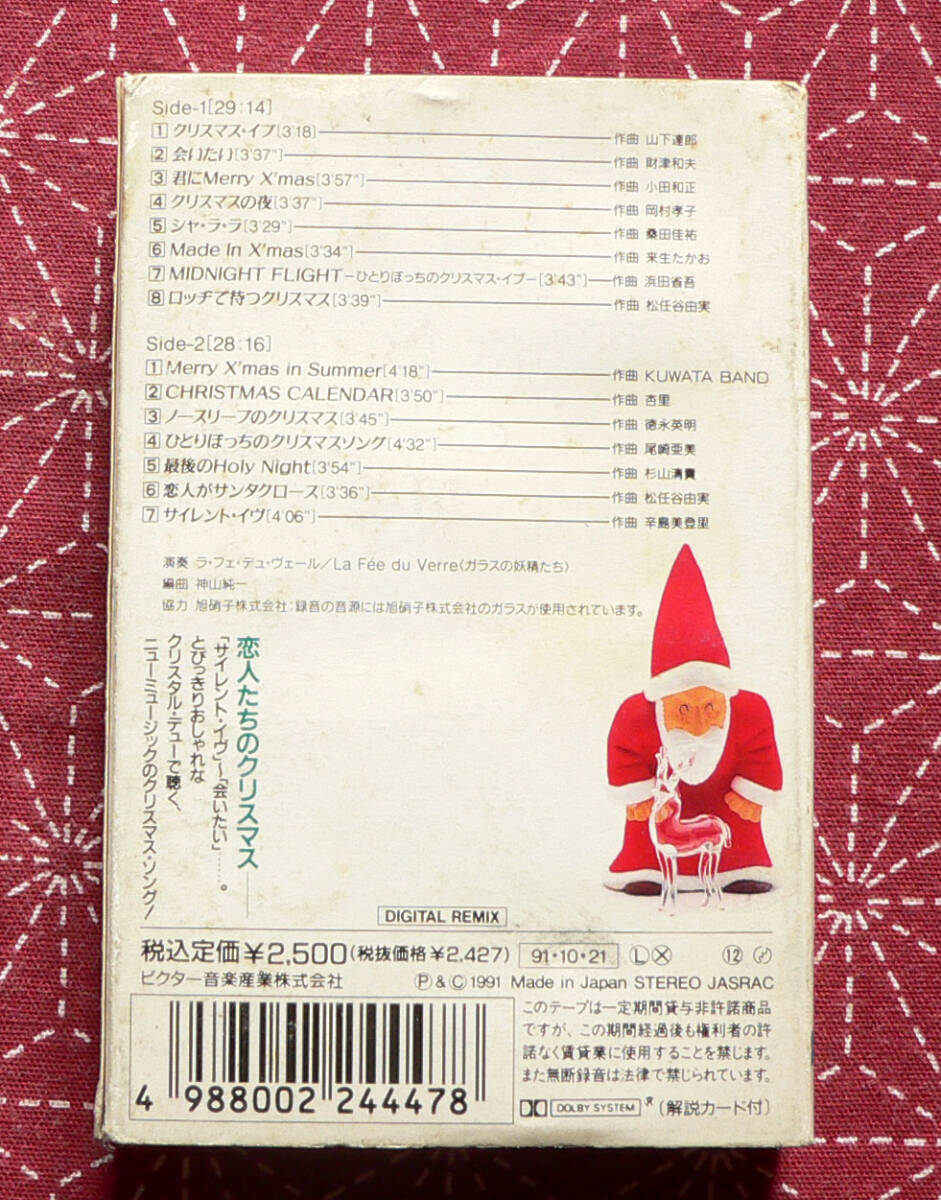 Side-1[29:14]
1 クリスマス・イブ[3'18] 作曲 山下達郎
2 会いたい[3'37"] 作曲 財津和夫
3 君にMerry X'mas[3'57"] 作曲 小田和正
4 クリスマスの夜[3'37"] 作曲 岡村孝子
5 シャ・ラ・ラ[3'29"] 作曲 桑田佳祐
6 Made In X'mas[3'34"] 作曲 来生たかお
7 MIDNIGHT FLIGHT－ひとりぼっちのクリスマス・イブ－[3'43"] 作曲 浜田省吾
8 ロッヂで待つクリスマス[3'39"] 作曲 松任谷由実
Side-2[28:16]
1 Merry X'mas in Summer[4'18"] 作曲 KUWATA BAND
2 CHRISTMAS CALENDAR[3'50"] 作曲 杏里
3 ノースリーブのクリスマス[3'45"] 作曲 徳永英明
4 ひとりぼっちのクリスマスソング[4'32"] 作曲 尾崎亜美
5 最後のHoly Night[3'54"] 作曲 杉山清貴
6 恋人がサンタクロース[3'36"] 作曲 松任谷由実
7 サイレント・イヴ[4'06"] 作曲 辛島美登里
演奏 ラ・フェ・デュ・ヴェール／La Fée du Verre(ガラスの妖精たち)
編曲 神山純一
協力 旭硝子株式会社：録音の音源には旭硝子株式会社のガラスが使用されています。
恋人たちのクリスマス――
「サイレント・イヴ」〜「会いたい」……。
とびっきりおしゃれな
クリスタル・デューで聴く、
ニューミュージックのクリスマス・ソング！
DIGITAL REMIX
税込定価¥2,500(税抜価格¥2,427) 91・10・21 Ⓛ Ⓧ ⑫
ビクター音楽産業株式会社 Ⓟ & Ⓒ 1991 Made in Japan STEREO JASRAC
このテープは一定期間貸与非許諾商品
ですが、この期間経過後も権利者の許
諾なく賃貸業に使用することを禁じます。
また無断録音は法律で禁じられています。
DOLBY SYSTEM ® (解説カード付)
4 988002 244478